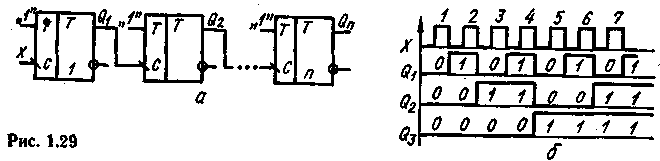 „1" T T Q₁ „1" T T Q₂ „1" T T Qₙ
X C 1 C .... C n
а
1 2 3 4 5 6 7
X
Q₁ 0 1 0 1 0 1 0 1
Q₂ 0 0 1 1 0 0 1 1
Q₃ 0 0 0 0 1 1 1 1
б
Рис. 1.29